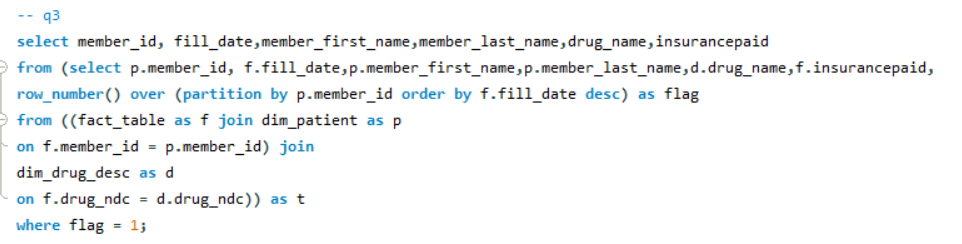 -- q3
select member_id, fill_date,member_first_name,member_last_name,drug_name,insurancepaid
from (select p.member_id, f.fill_date,p.member_first_name,p.member_last_name,d.drug_name,f.insurancepaid,
row_number() over (partition by p.member_id order by f.fill_date desc) as flag
from ((fact_table as f join dim_patient as p
on f.member_id = p.member_id) join
dim_drug_desc as d
on f.drug_ndc = d.drug_ndc)) as t
where flag = 1;